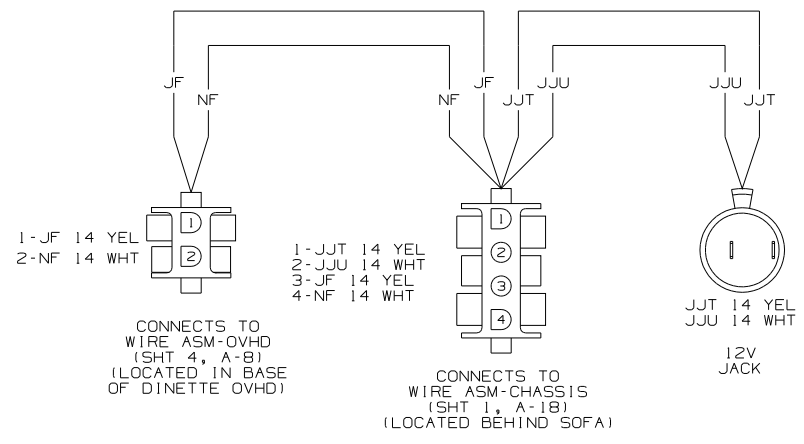 JF
NF
NF
JF
JJT
JJU
JJU
JJT
1
2
1-JF 14 YEL
2-NF 14 WHT
CONNECTS TO
WIRE ASM-OVHD
(SHT 4, A-8)
(LOCATED IN BASE
OF DINETTE OVHD)
1
2
3
4
1-JJT 14 YEL
2-JJU 14 WHT
3-JF 14 YEL
4-NF 14 WHT
CONNECTS TO
WIRE ASM-CHASSIS
(SHT 1, A-18)
(LOCATED BEHIND SOFA)
JJT 14 YEL
JJU 14 WHT
12V
JACK